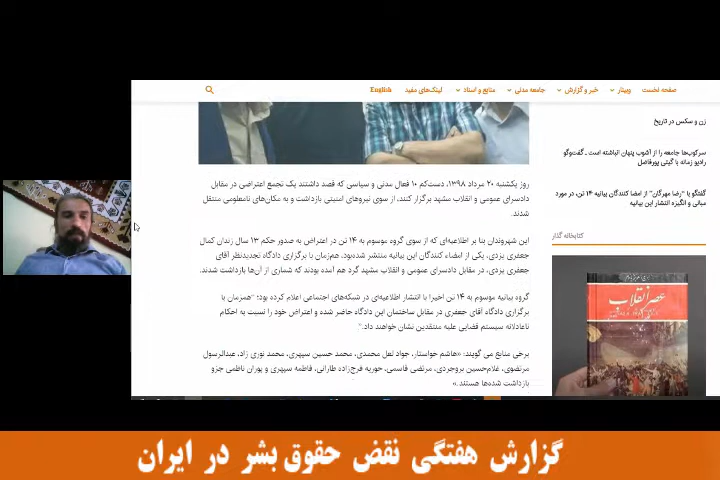 صفحه نخست
وبینار
خبر و گزارش
جامعه مدنی
منابع و اسناد
لینک‌های مفید
English
روز یکشنبه ۲۰ مرداد ۱۳۹۸، دست‌کم ۱۰ فعال مدنی و سیاسی که قصد داشتند یک تجمع اعتراضی در مقابل
دادسرای عمومی و انقلاب مشهد برگزار کنند، از سوی نیروهای امنیتی بازداشت و به مکان‌های نامعلومی منتقل
شدند.
این شهروندان بنا بر اطلاعیه‌ای که از سوی گروه موسوم به ۱۴ تن در اعتراض به صدور حکم ۱۳ سال زندان کمال
جعفری یزدی، یکی از امضاء کنندگان این بیانیه منتشر شده‌بود، همزمان با برگزاری دادگاه تجدیدنظر آقای
جعفری یزدی، در مقابل دادسرای عمومی و انقلاب مشهد گرد هم آمده بودند که شماری از آن‌ها بازداشت شدند.
گروه بیانیه موسوم به ۱۴ تن اخیرا با انتشار اطلاعیه‌ای در شبکه‌های اجتماعی اعلام کرده بود؛ "همزمان با
برگزاری دادگاه آقای جعفری در مقابل ساختمان این دادگاه حاضر شده و اعتراض خود را نسبت به احکام
ناعادلانه سیستم قضایی علیه منتقدین نشان خواهند داد."
برخی منابع می گویند: «هاشم خواستار، جواد لعل محمدی، محمد حسین سپهری، محمد نوری زاد، عبدالرسول
مرتضوی، غلام‌حسین بروجردی، مرتضی قاسمی، حوریه فرج‌زاده طارانی، فاطمه سپهری و پوران ناظمی جزو
بازداشت شده‌ها هستند.»
زن و سکس در تاریخ
سرکوب‌ها جامعه را از آشوب پنهان انباشته است ـ گفت‌وگو
رادیو زمانه با گیتی پورفاضل
گفتگو با "رضا مهرگان" از امضا کنندگان بیانیه ۱۴ تن، در مورد
مبانی و انگیزه انتشار این بیانیه
کتابخانه گذار
عصر انقلاب
گزارش هفتگی نقض حقوق بشر در ایران